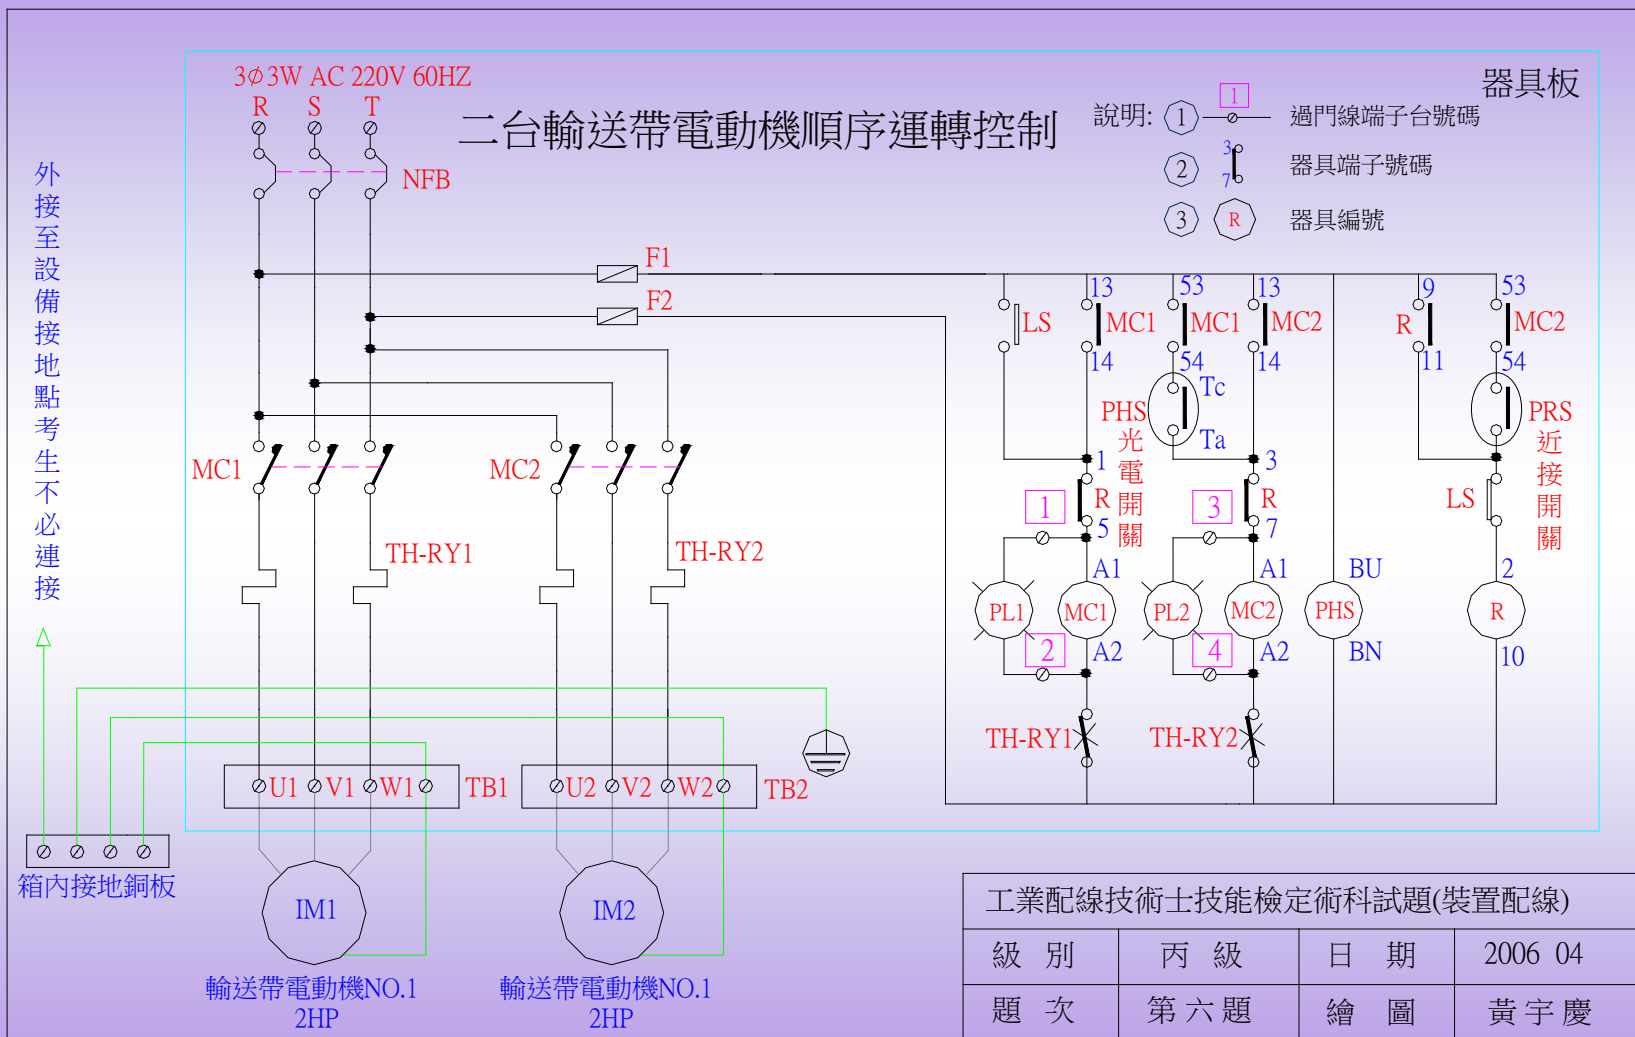 器具板
3∅3W AC 220V 60HZ
R S T
二台輸送帶電動機順序運轉控制
說明:
1 1 過門線端子台號碼
2 3 7 器具端子號碼
3 R 器具編號
外接至設備接地點考生不必連接
NFB
F1
F2
13 53 13 9 53
LS MC1 MC1 MC2 R MC2
14 54 14 11 54
Tc
PHS PRS
Ta
光電開關
近接開關
MC1 MC2
1 3
1 R 3 R LS
5 7
TH-RY1 TH-RY2
A1 A1 BU 2
PL1 MC1 PL2 MC2 PHS R
2 A2 4 A2 BN 10
TH-RY1 TH-RY2
U1 V1 W1 TB1 U2 V2 W2 TB2
箱內接地銅板
IM1 IM2
輸送帶電動機NO.1 輸送帶電動機NO.1
2HP 2HP
工業配線技術士技能檢定術科試題(裝置配線)
級 別 丙 級 日 期 2006 04
題 次 第六題 繪 圖 黃宇慶